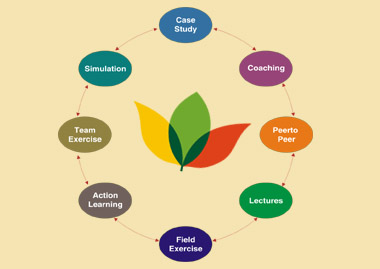 Case
Study
Coaching
Peerto
Peer
Lectures
Field
Exercise
Action
Learning
Team
Exercise
Simulation